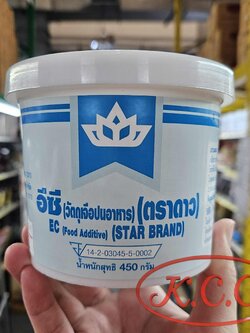 อีซี (วัตถุเจือปนอาหาร) (ตราดาว)
EC (Food Additive) (STAR BRAND)
14-2-03045-5-0002
น้ำหนักสุทธิ 450 กรัม
K.C.